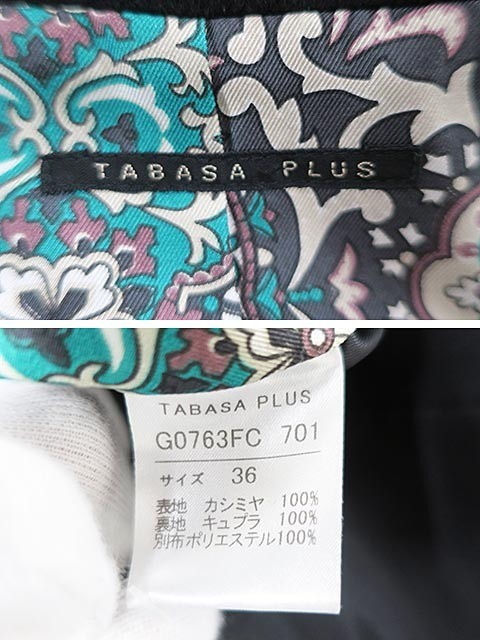 TABASA PLUS
TABASA PLUS
G0763FC 701
サイズ 36
表地 カシミヤ 100%
裏地 キュプラ 100%
別布ポリエステル100%